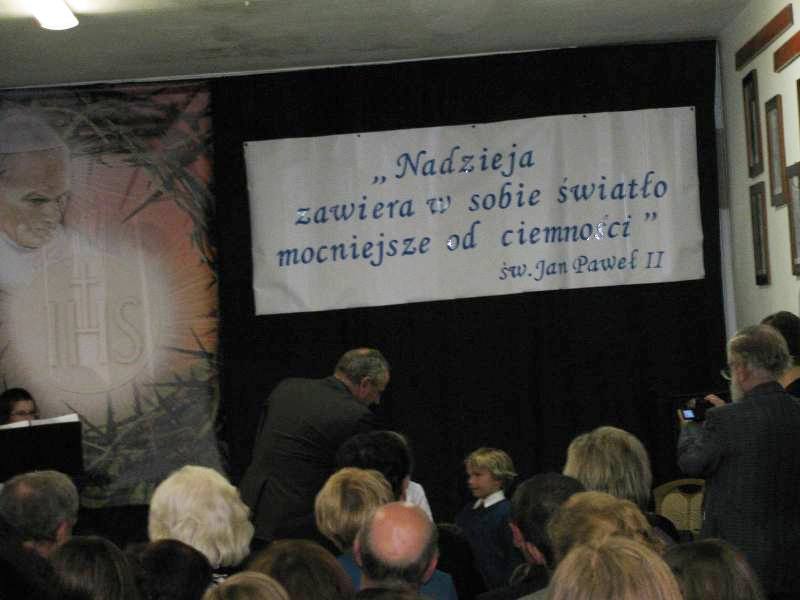 „Nadzieja
zawiera w sobie światło
mocniejsze od ciemności”
św. Jan Paweł II
IHS